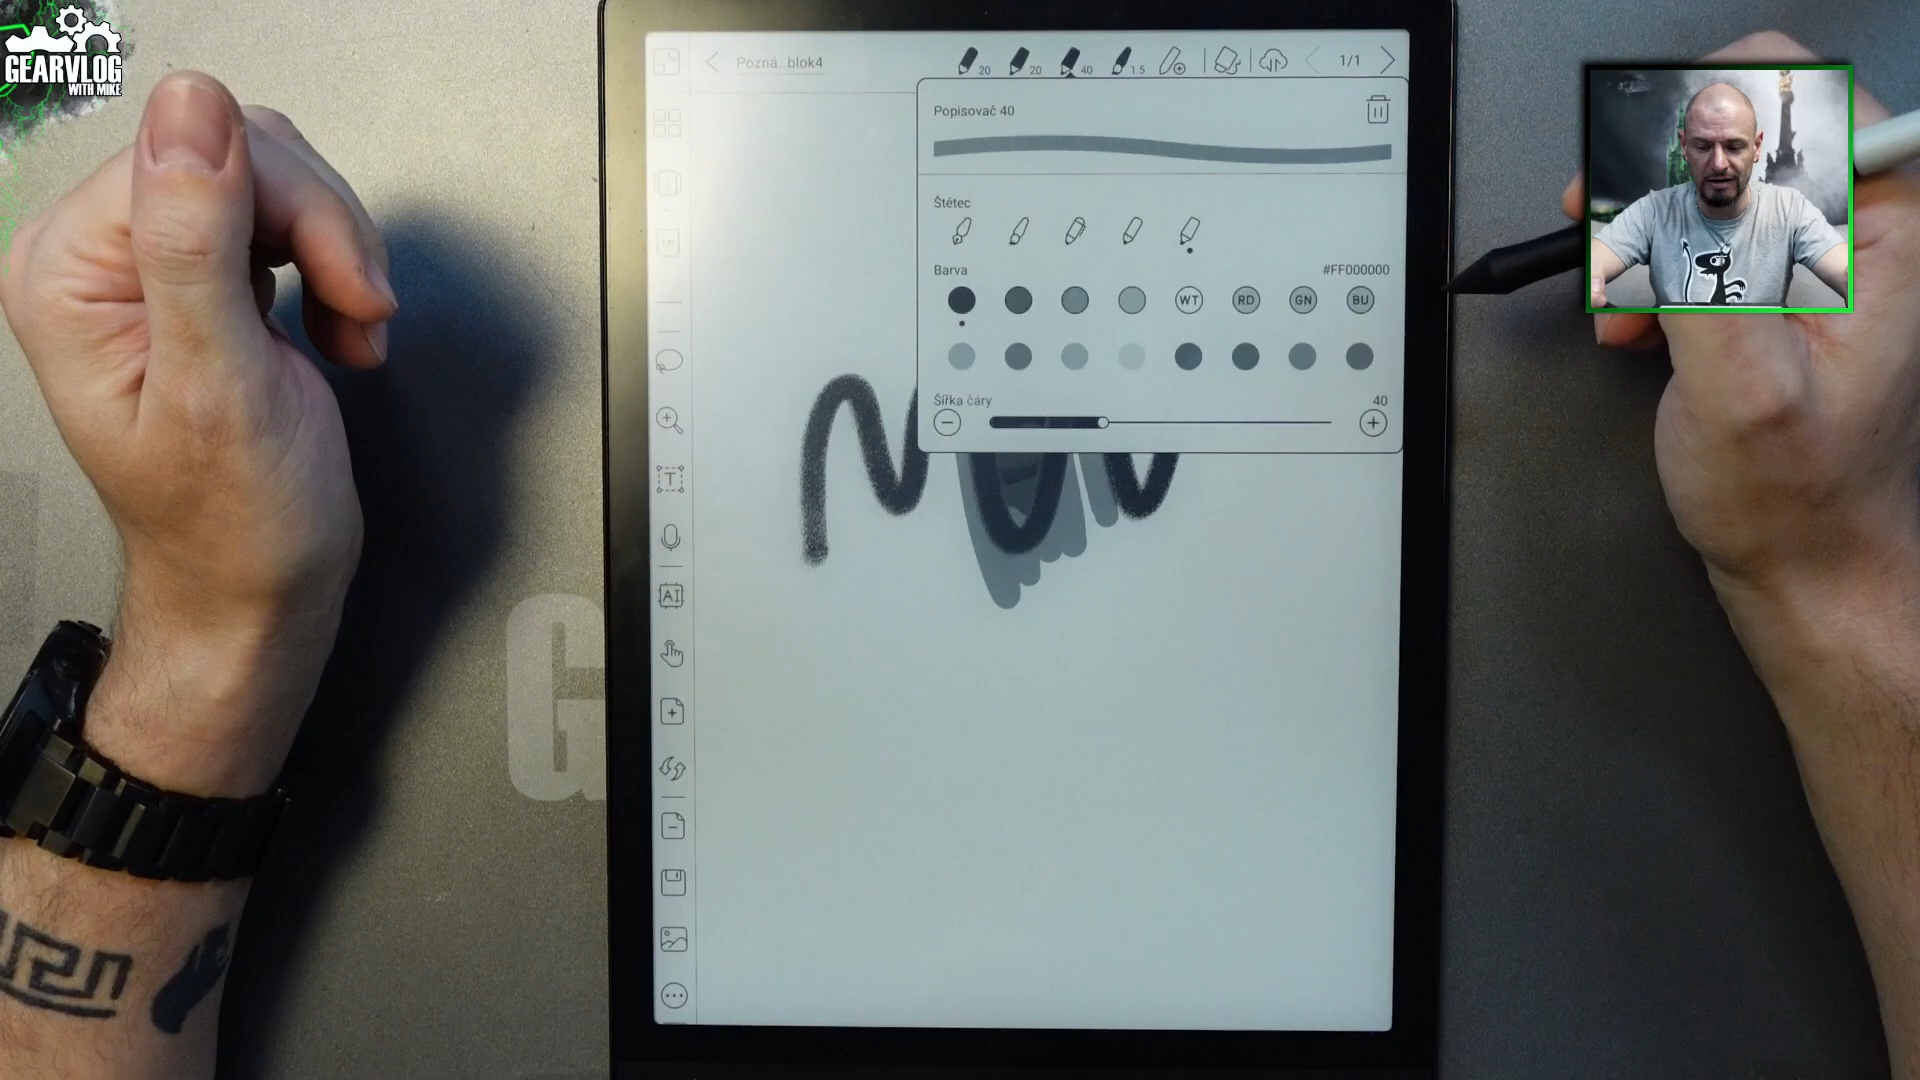 GEARVLOG
WITH MIKE
Pozná...blok4
20
20
40
1.5
1/1
Popisovač 40
Štětec
Barva
#FF000000
WT
RD
GN
BU
Šířka čáry
40
T
AI
G